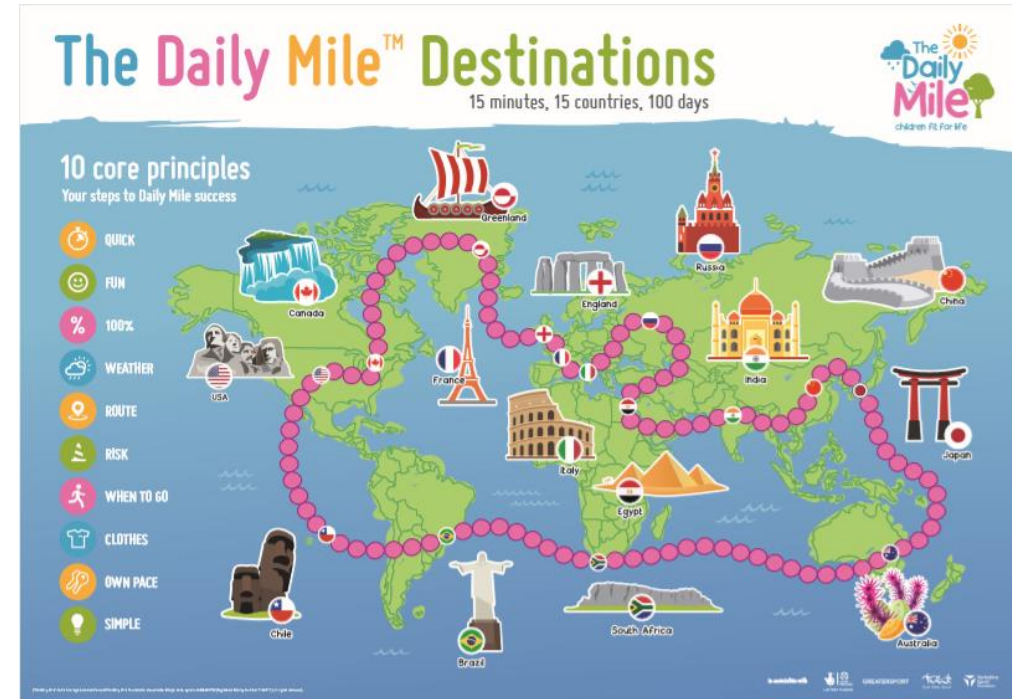 The Daily Mile™ Destinations
15 minutes, 15 countries, 100 days
The
Daily
Mile
children fit for life
10 core principles
Your steps to Daily Mile success
QUICK
FUN
100%
WEATHER
ROUTE
RISK
WHEN TO GO
CLOTHES
OWN PACE
SIMPLE
Greenland
Russia
Canada
England
China
USA
France
India
Italy
Egypt
Japan
Chile
Brazil
South Africa
Australia
GREATERSPORT